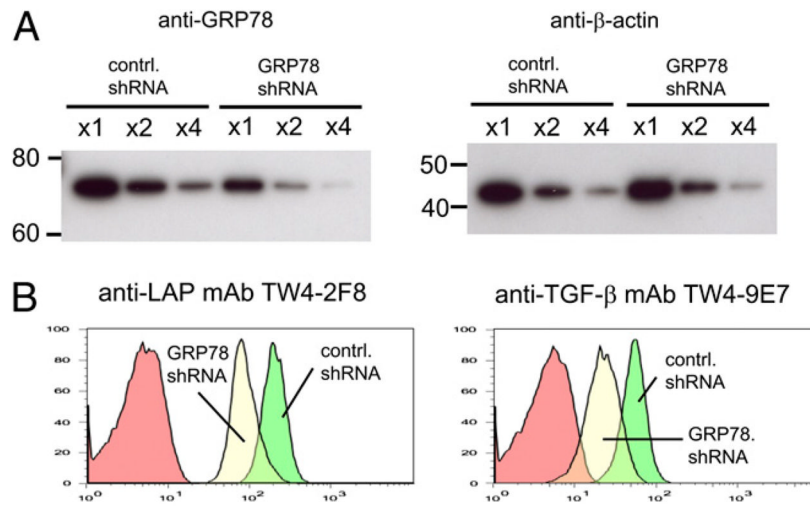 A
anti-GRP78
anti-β-actin
contrl.
shRNA
GRP78
shRNA
contrl.
shRNA
GRP78
shRNA
x1 x2 x4 x1 x2 x4
x1 x2 x4 x1 x2 x4
80
60
50
40
B
anti-LAP mAb TW4-2F8
anti-TGF-β mAb TW4-9E7
100
80
60
40
20
0
GRP78
shRNA
contrl.
shRNA
10⁰ 10¹ 10² 10³
100
80
60
40
20
0
contrl.
shRNA
GRP78.
shRNA
10⁰ 10¹ 10² 10³